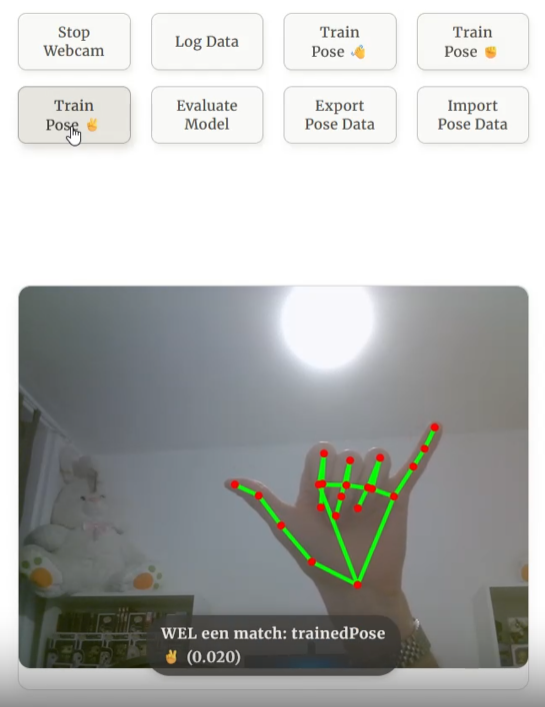 Stop
Webcam
Log Data
Train
Pose 👋
Train
Pose ✊
Train
Pose ✌️
Evaluate
Model
Export
Pose Data
Import
Pose Data
WEL een match: trainedPose
✌️ (0.020)